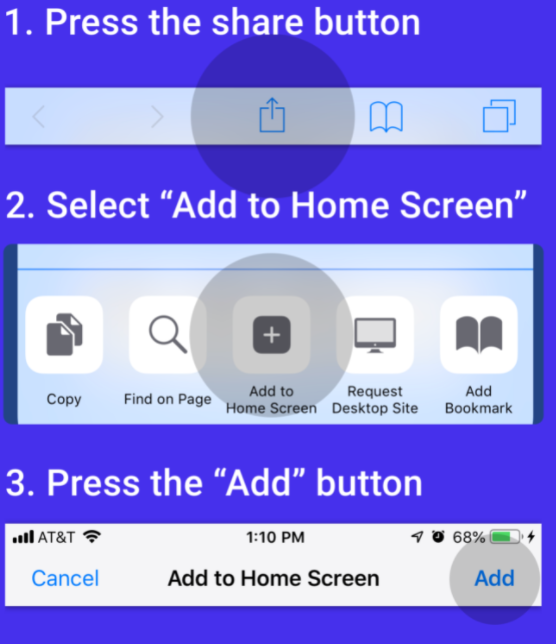 1. Press the share button
2. Select “Add to Home Screen”
Copy
Find on Page
Add to
Home Screen
Request
Desktop Site
Add
Bookmark
3. Press the “Add” button
AT&T 1:10 PM 68%
Cancel Add to Home Screen Add